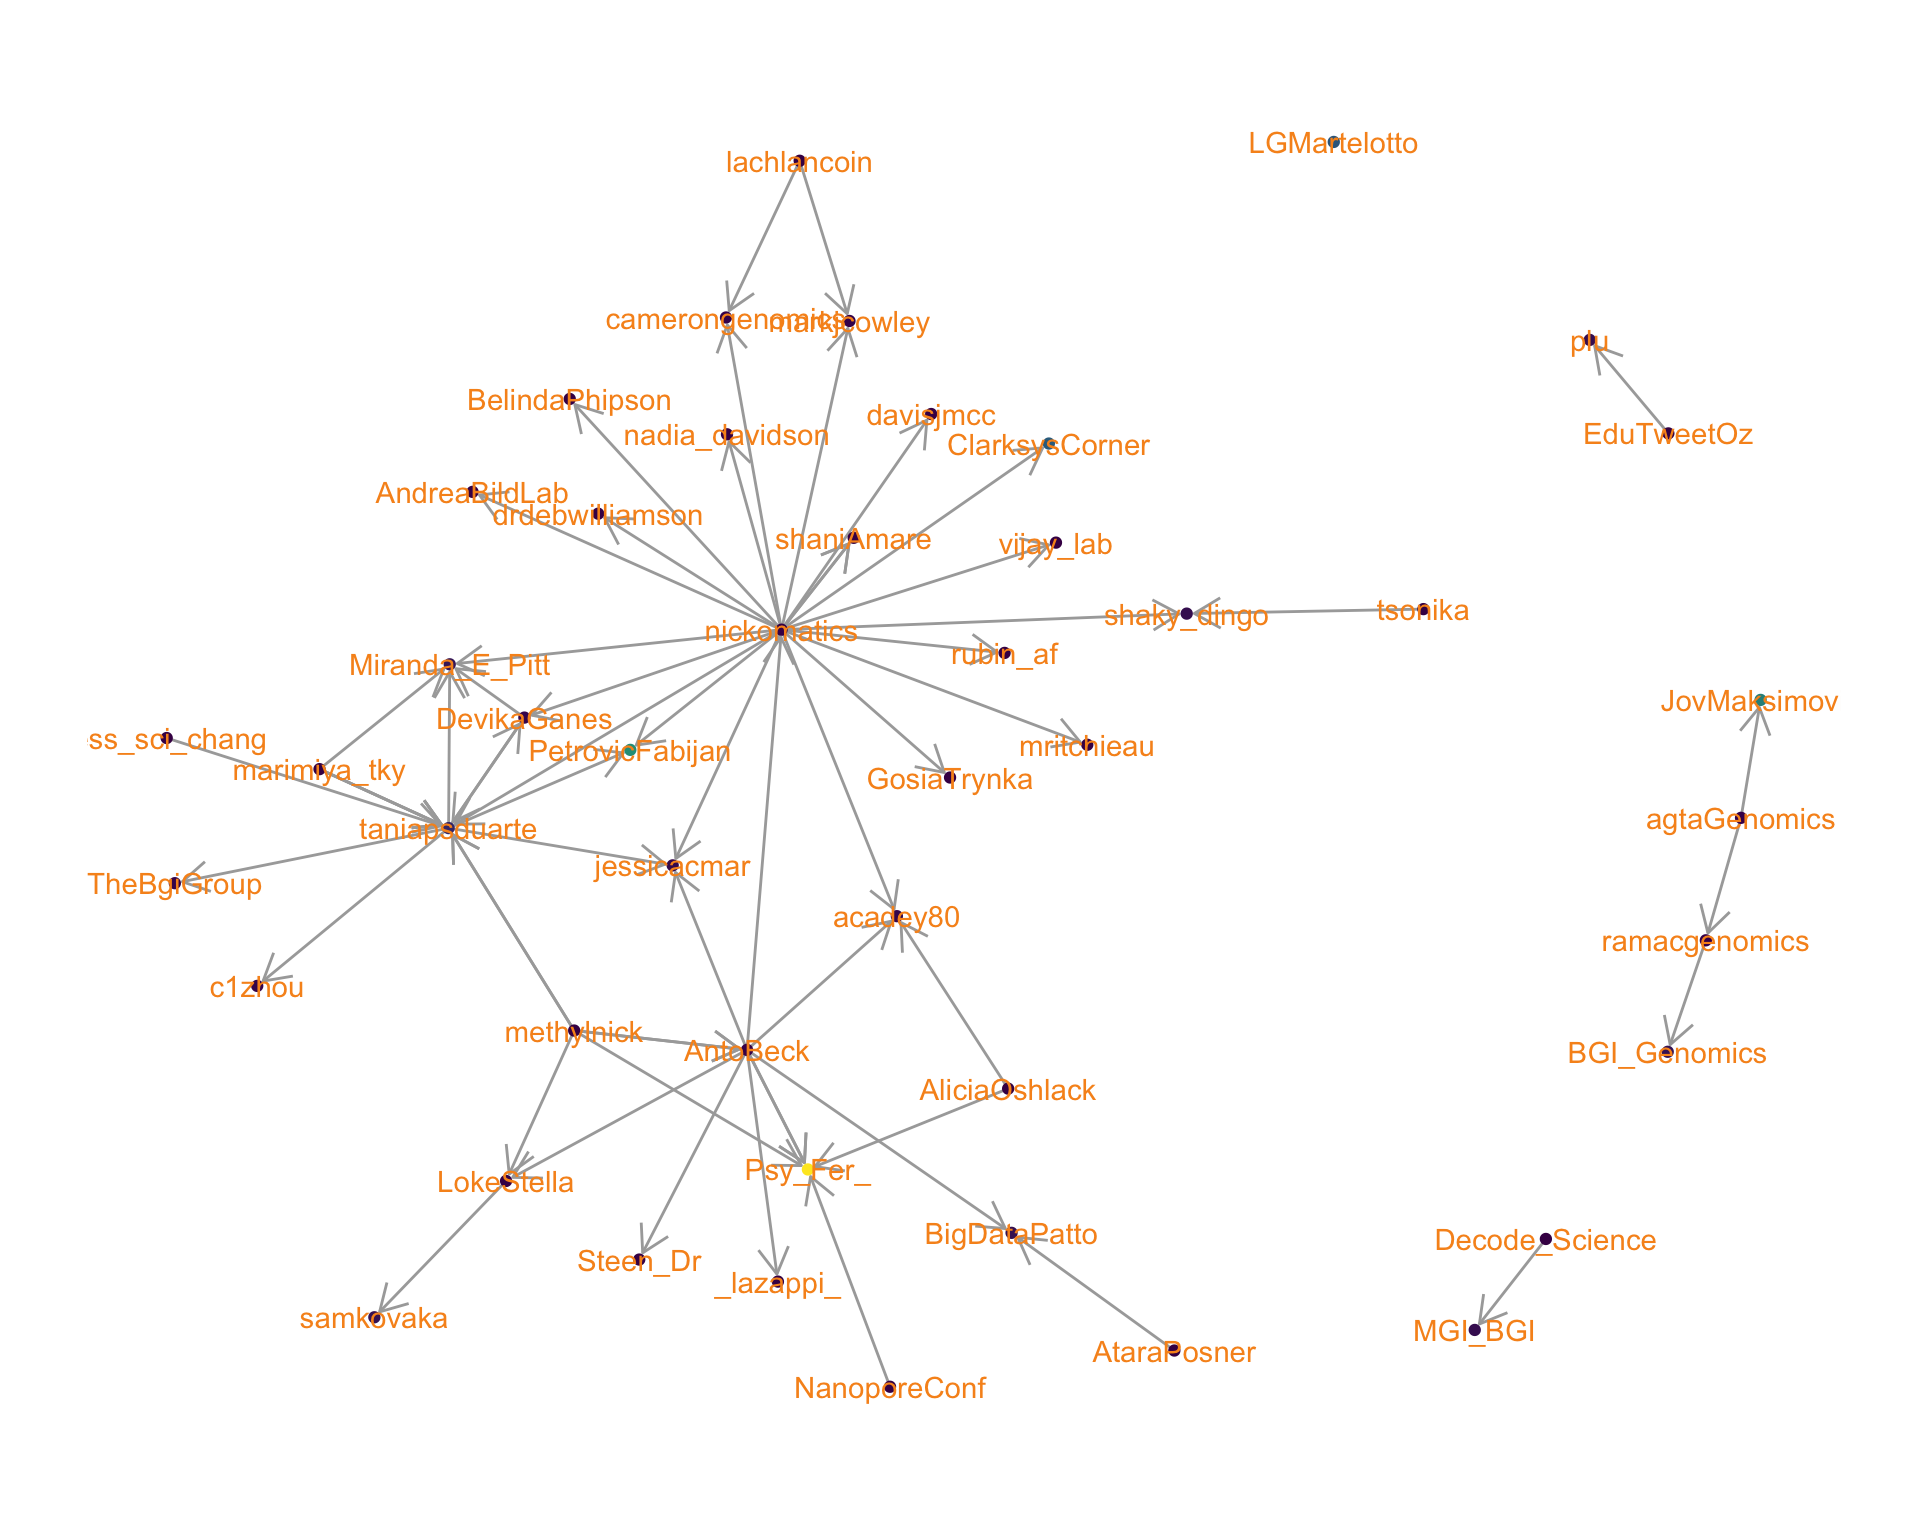 LGMartelotto
lachlancoin
camerongenomics
markjcowley
plu
BelindaPhipson
davisjmcc
nadia_davidson
EduTweetOz
ClarksysCorner
AndreaBildLab
drdebwilliamson
shaniAmare
vijay_lab
tsonika
shaky_dingo
nickomatics
rubin_af
Miranda_E_Pitt
JovMaksimov
DevikaGanes
ss_sci_chang
mritchieau
PetrovicFabijan
marimiya_tky
GosiaTrynka
agtaGenomics
taniapsduarte
jessicacmar
TheBgiGroup
acadey80
ramacgenomics
c1zhou
methylnick
AntoBeck
BGI_Genomics
AliciaOshlack
Psy_Fer_
LokeStella
BigDataPatto
Decode_Science
Steen_Dr
_lazappi_
samkovaka
MGI_BGI
AtaraPosner
NanoporeConf